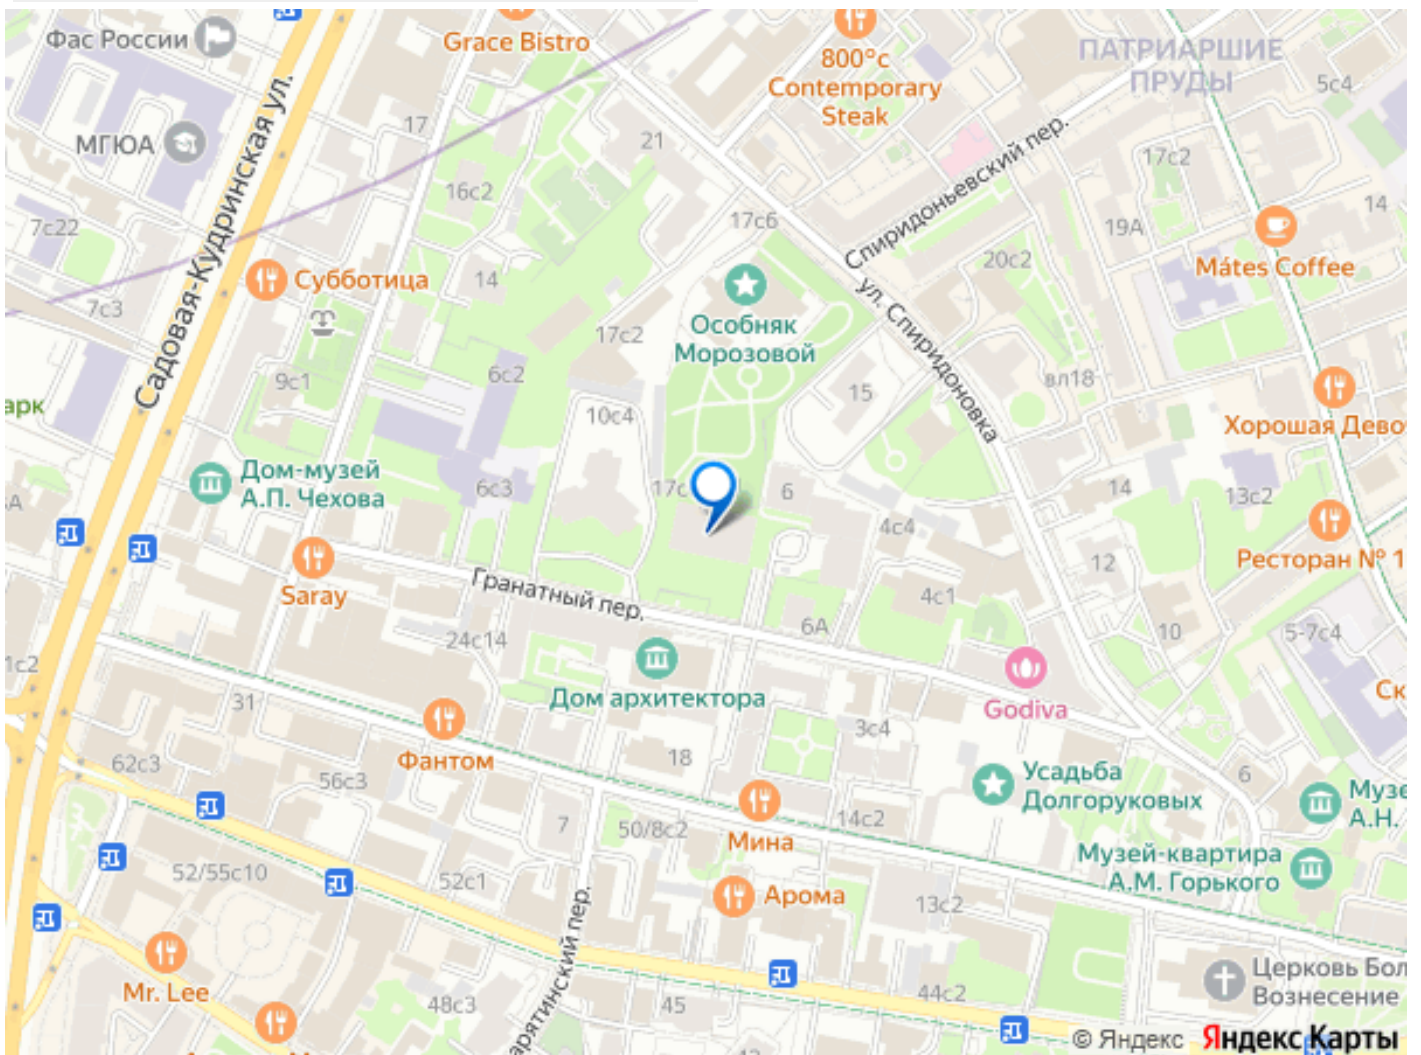 Фас России
Grace Bistro
800°c
Contemporary
Steak
ПАТРИАРШИЕ
ПРУДЫ
5с4
МГЮА
17
21
Садовая-Кудринская ул.
16с2
Спиридоньевский пер.
17с2
7с22
17с6
19А
14
Субботица
14
20с2
Mátes Coffee
7с3
Особняк
Морозовой
17с2
ул. Спиридоновка
9с1
6с2
15
вл18
арк
10с4
Хорошая Дево
Дом-музей
А.П. Чехова
6с3
17с
6
14
13с2
4с4
Ресторан № 1
Saray
Гранатный пер.
12
4с1
24с14
6А
10
5-7с4
1с2
Дом архитектора
Godiva
Ск
31
3с4
Фантом
18
62с3
56с3
Усадьба
Долгоруковых
6
Музе
А.Н.
7
50/8с2
Мина
14с2
Музей-квартира
А.М. Горького
52/55с10
52с1
Арома
13с2
арятинский пер.
Mr. Lee
48с3
45
44с2
Церковь Бол
Вознесение
12
© Яндекс Яндекс Карты